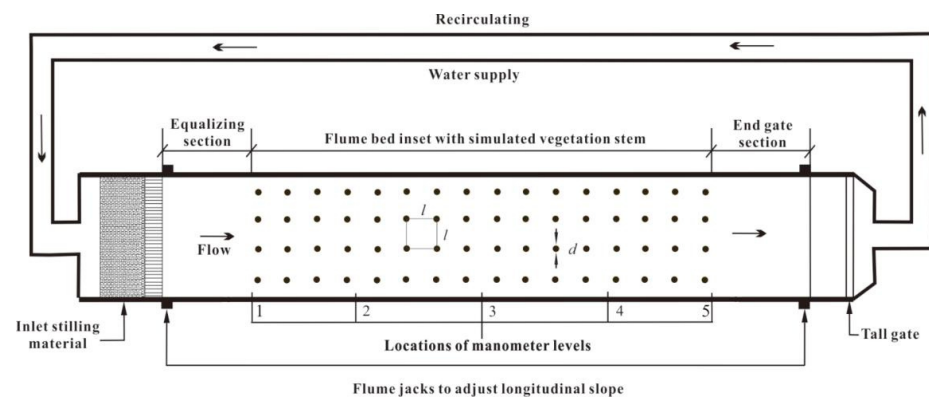 Recirculating
Water supply
Equalizing
section
Flume bed inset with simulated vegetation stem
End gate
section
l
l
d
Flow
1
2
3
4
5
Inlet stilling
material
Locations of manometer levels
Tall gate
Flume jacks to adjust longitudinal slope